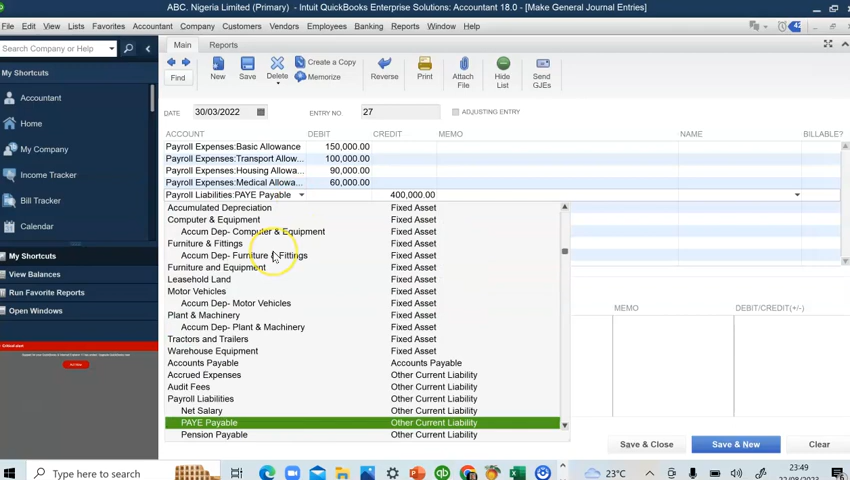 ABC. Nigeria Limited (Primary) - Intuit QuickBooks Enterprise Solutions: Accountant 18.0 - [Make General Journal Entries]
File Edit View Lists Favorites Accountant Company Customers Vendors Employees Banking Reports Window Help
42
Search Company or Help
My Shortcuts
Accountant
Home
My Company
Income Tracker
Bill Tracker
Calendar
My Shortcuts
View Balances
Run Favorite Reports
Open Windows
Main Reports
Find
New
Save
Delete
Create a Copy
Memorize
Reverse
Print
Attach File
Hide List
Send GJEs
DATE 30/03/2022 ENTRY NO. 27 ADJUSTING ENTRY
ACCOUNT DEBIT CREDIT MEMO NAME BILLABLE?
Payroll Expenses:Basic Allowance 150,000.00
Payroll Expenses:Transport Allow... 100,000.00
Payroll Expenses:Housing Allowa... 90,000.00
Payroll Expenses:Medical Allowa... 60,000.00
Payroll Liabilities:PAYE Payable 400,000.00
Accumulated Depreciation Fixed Asset
Computer & Equipment Fixed Asset
Accum Dep- Computer & Equipment Fixed Asset
Furniture & Fittings Fixed Asset
Accum Dep- Furniture & Fittings Fixed Asset
Furniture and Equipment Fixed Asset
Leasehold Land Fixed Asset
Motor Vehicles Fixed Asset
Accum Dep- Motor Vehicles Fixed Asset
Plant & Machinery Fixed Asset
Accum Dep- Plant & Machinery Fixed Asset
Tractors and Trailers Fixed Asset
Warehouse Equipment Fixed Asset
Accounts Payable Accounts Payable
Accrued Expenses Other Current Liability
Audit Fees Other Current Liability
Payroll Liabilities Other Current Liability
Net Salary Other Current Liability
PAYE Payable Other Current Liability
Pension Payable Other Current Liability
MEMO DEBIT/CREDIT(+/-)
Save & Close Save & New Clear
Type here to search
23°C
23:49